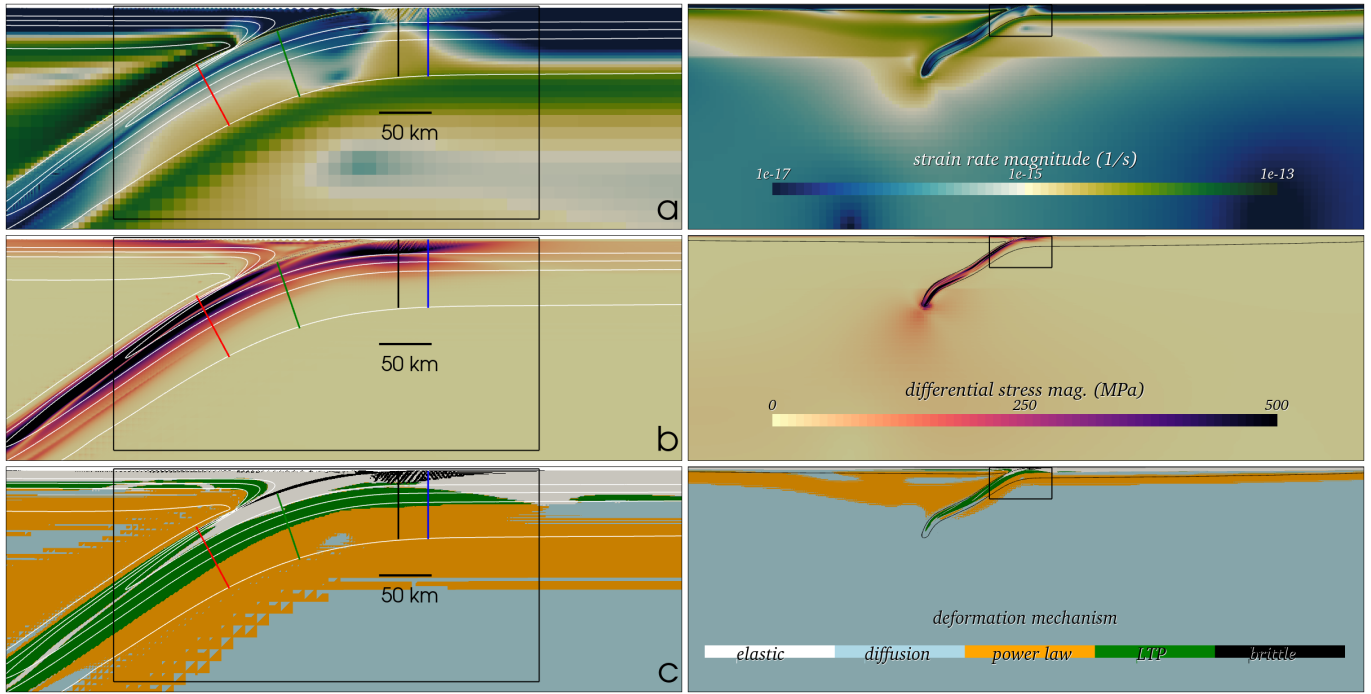 50 km
a
strain rate magnitude (1/s)
1e-17 1e-15 1e-13
50 km
b
differential stress mag. (MPa)
0 250 500
50 km
c
deformation mechanism
elastic diffusion power law LTP brittle